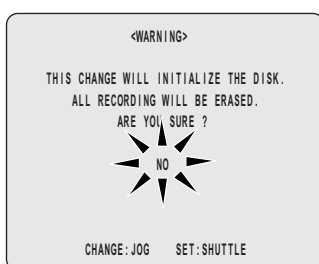 <WARNING>
THIS CHANGE WILL INITIALIZE THE DISK.
ALL RECORDING WILL BE ERASED.
ARE YOU SURE ?
NO
CHANGE:JOG SET:SHUTTLE